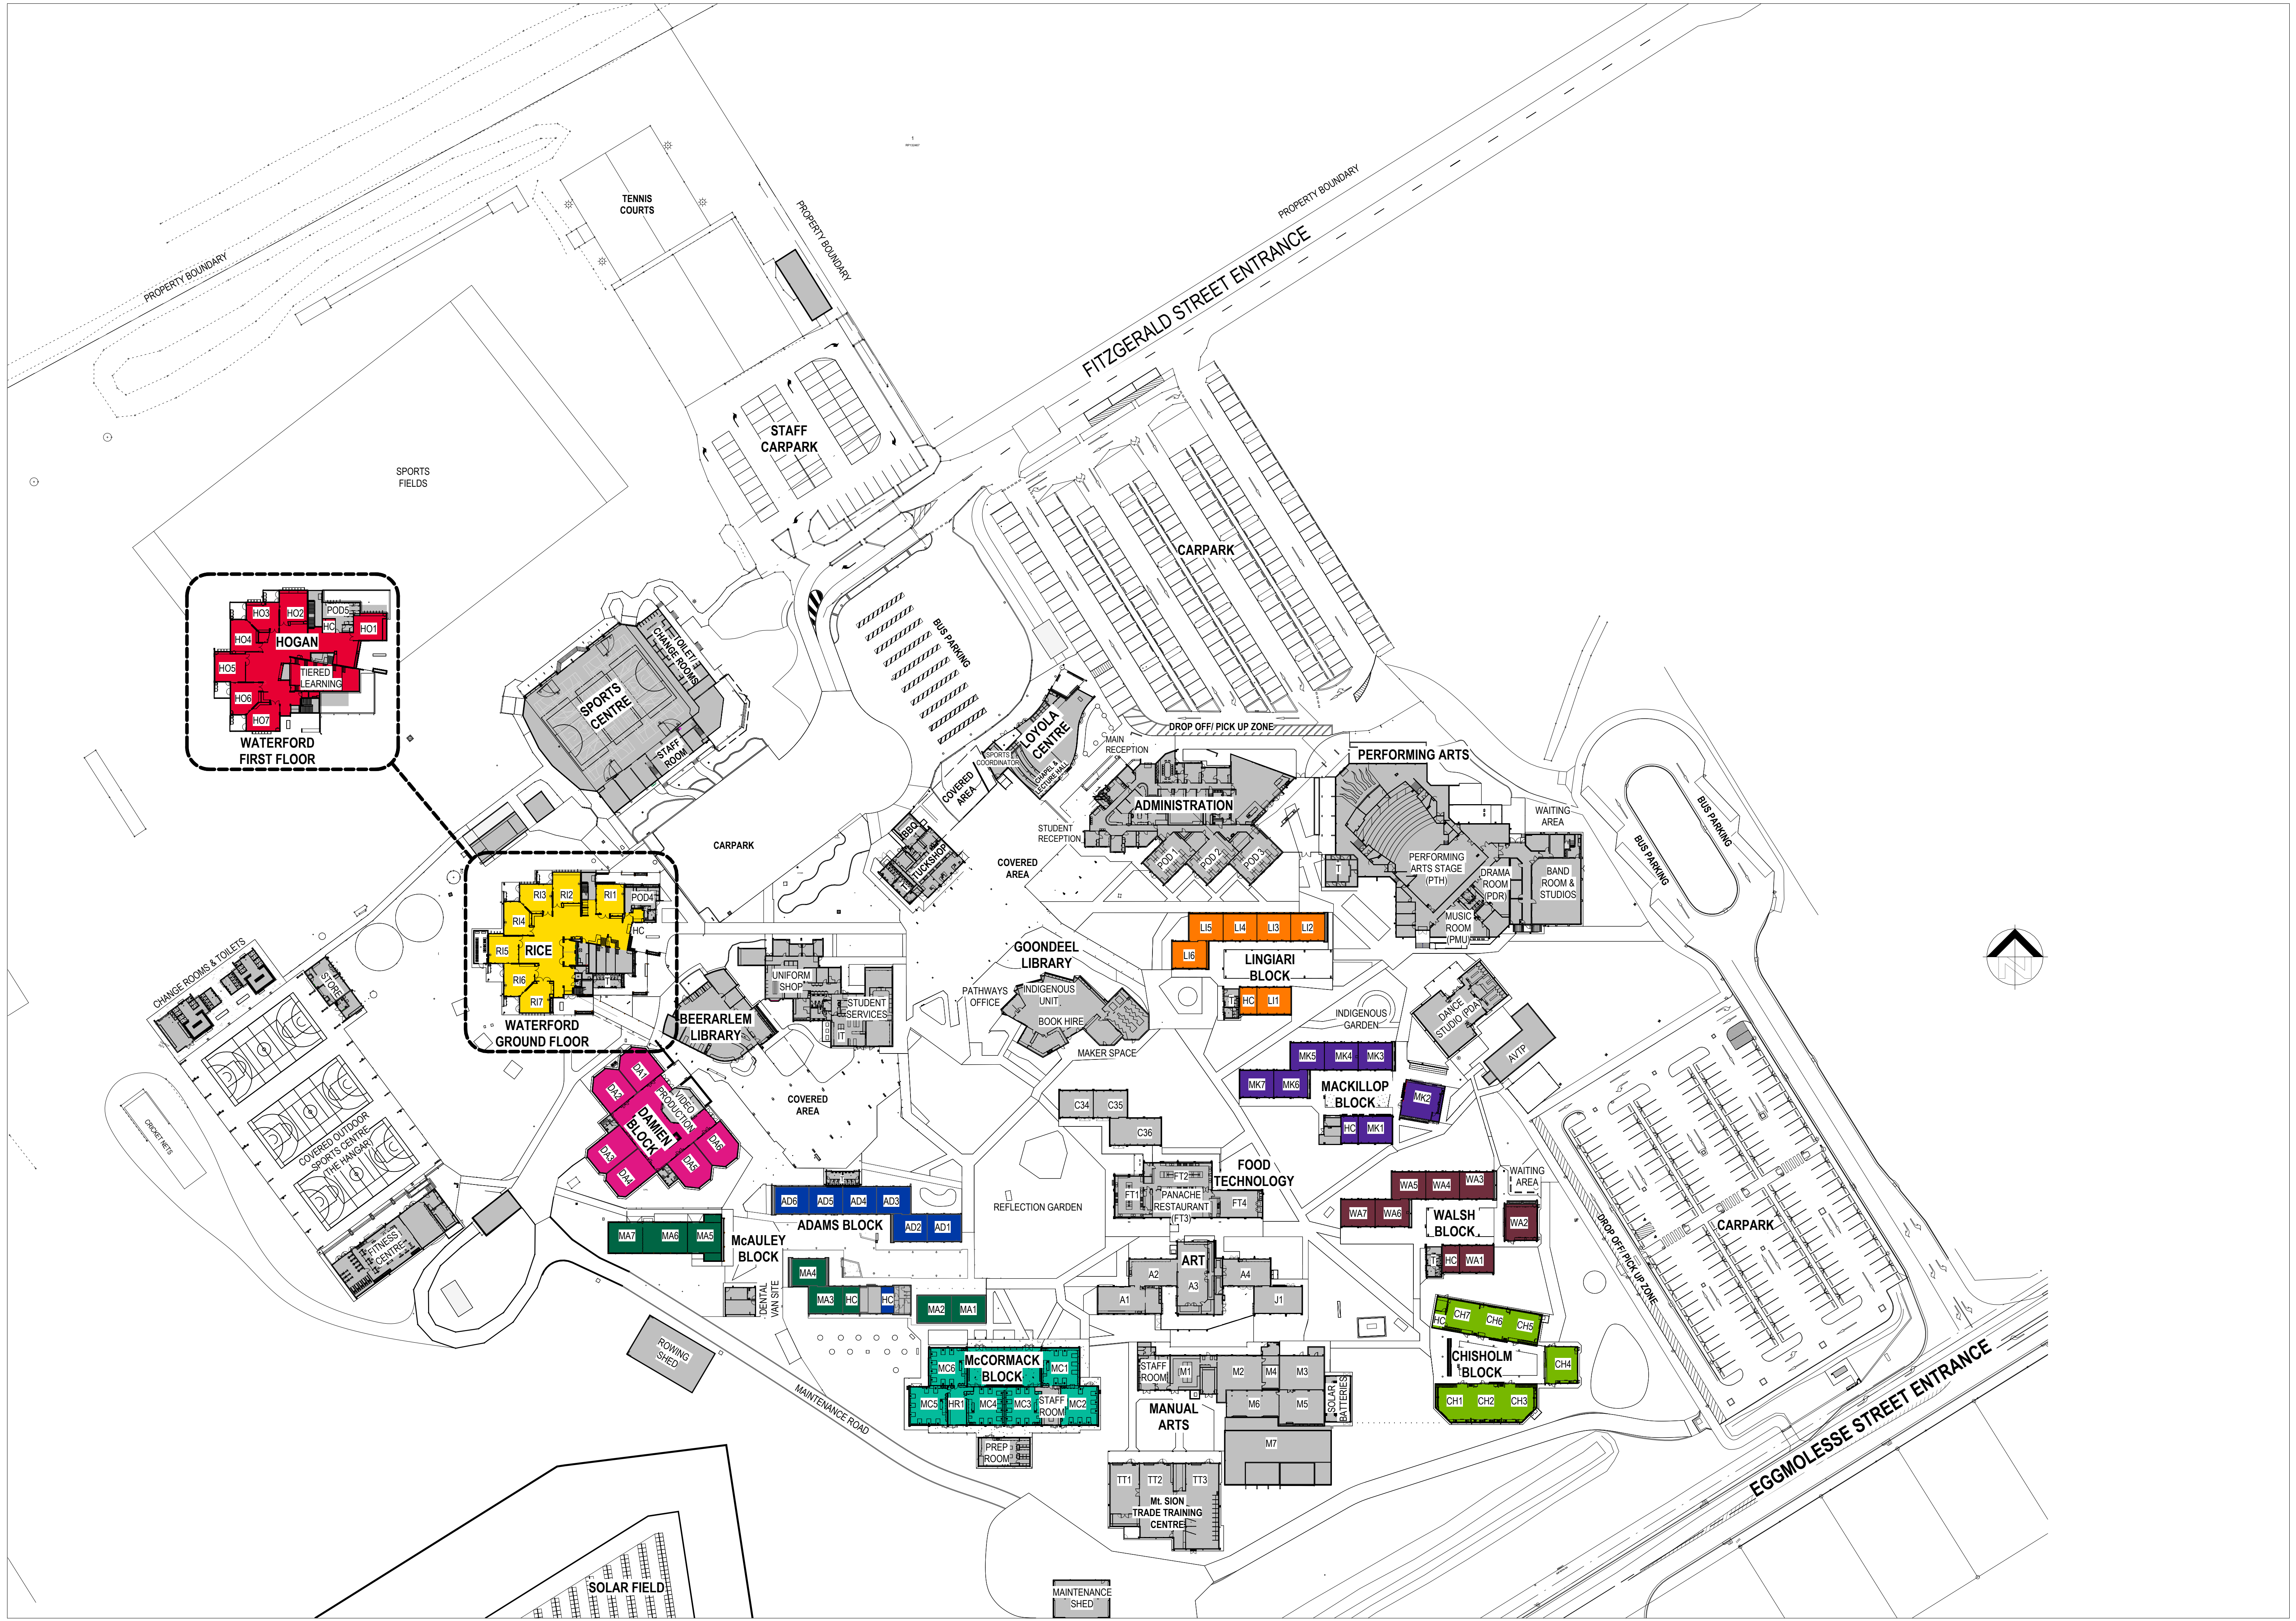 TENNIS
COURTS
PROPERTY BOUNDARY
PROPERTY BOUNDARY
PROPERTY BOUNDARY
FITZGERALD STREET ENTRANCE
STAFF
CARPARK
SPORTS
FIELDS
CARPARK
HO3
HO2
POD5
HC
HO1
HO4
HOGAN
HO5
TIERED
LEARNING
HO6
HO7
WATERFORD
FIRST FLOOR
TOILET/
CHANGE ROOMS
SPORTS
CENTRE
STAFF
ROOM
BUS PARKING
LOYOLA
CENTRE
CHAPEL &
LECTURE HALL
SPORTS
COORDINATOR
COVERED
AREA
MAIN
RECEPTION
DROP OFF/ PICK UP ZONE
PERFORMING ARTS
ADMINISTRATION
STUDENT
RECEPTION
POD 1
POD 2
POD 3
BBQ
TUCKSHOP
T
CARPARK
COVERED
AREA
WAITING
AREA
BUS PARKING
BUS PARKING
PERFORMING
ARTS STAGE
(PTH)
T
DRAMA
ROOM
(PDR)
BAND
ROOM &
STUDIOS
MUSIC
ROOM
(PMU)
RI3
RI2
RI1
POD4
RI4
HC
RI5
RICE
RI6
RI7
T
WATERFORD
GROUND FLOOR
CHANGE ROOMS & TOILETS
STORE
UNIFORM
SHOP
STUDENT
SERVICES
IT
BEERARLEM
LIBRARY
GOONDEEL
LIBRARY
PATHWAYS
OFFICE
INDIGENOUS
UNIT
BOOK HIRE
MAKER SPACE
LI5
LI4
LI3
LI2
LI6
LINGIARI
BLOCK
T
HC
LI1
INDIGENOUS
GARDEN
DANCE
STUDIO (PDA)
AVTP
MK5
MK4
MK3
MK7
MK6
MACKILLOP
BLOCK
MK2
HC
MK1
CRICKET NETS
COVERED OUTDOOR
SPORTS CENTRE
(THE HANGAR)
FITNESS
CENTRE
DA1
DA2
VIDEO
PRODUCTION
DAMIEN
BLOCK
DA6
DA3
DA5
DA4
COVERED
AREA
C34
C35
C36
AD6
AD5
AD4
AD3
ADAMS BLOCK
AD2
AD1
REFLECTION GARDEN
FOOD
TECHNOLOGY
FT2
FT1
PANACHE
RESTAURANT
(FT3)
FT4
WAITING
AREA
WA5
WA4
WA3
WA7
WA6
WALSH
BLOCK
WA2
T
HC
WA1
DROP OFF/ PICK UP ZONE
CARPARK
MA7
MA6
MA5
McAULEY
BLOCK
DENTAL
VAN SITE
MA4
MA3
HC
HC
MA2
MA1
ART
A2
A3
A4
A1
J1
ROWING
SHED
MAINTENANCE ROAD
McCORMACK
BLOCK
MC6
MC1
MC5
HR1
MC4
MC3
STAFF
ROOM
MC2
PREP
ROOM
STAFF
ROOM
M1
M2
M4
M3
M6
M5
SOLAR
BATTERIES
MANUAL
ARTS
M7
TT1
TT2
TT3
Mt. SION
TRADE TRAINING
CENTRE
HC
CH7
CH6
CH5
CHISHOLM
BLOCK
CH4
CH1
CH2
CH3
EGGMOLESSE STREET ENTRANCE
SOLAR FIELD
MAINTENANCE
SHED
N